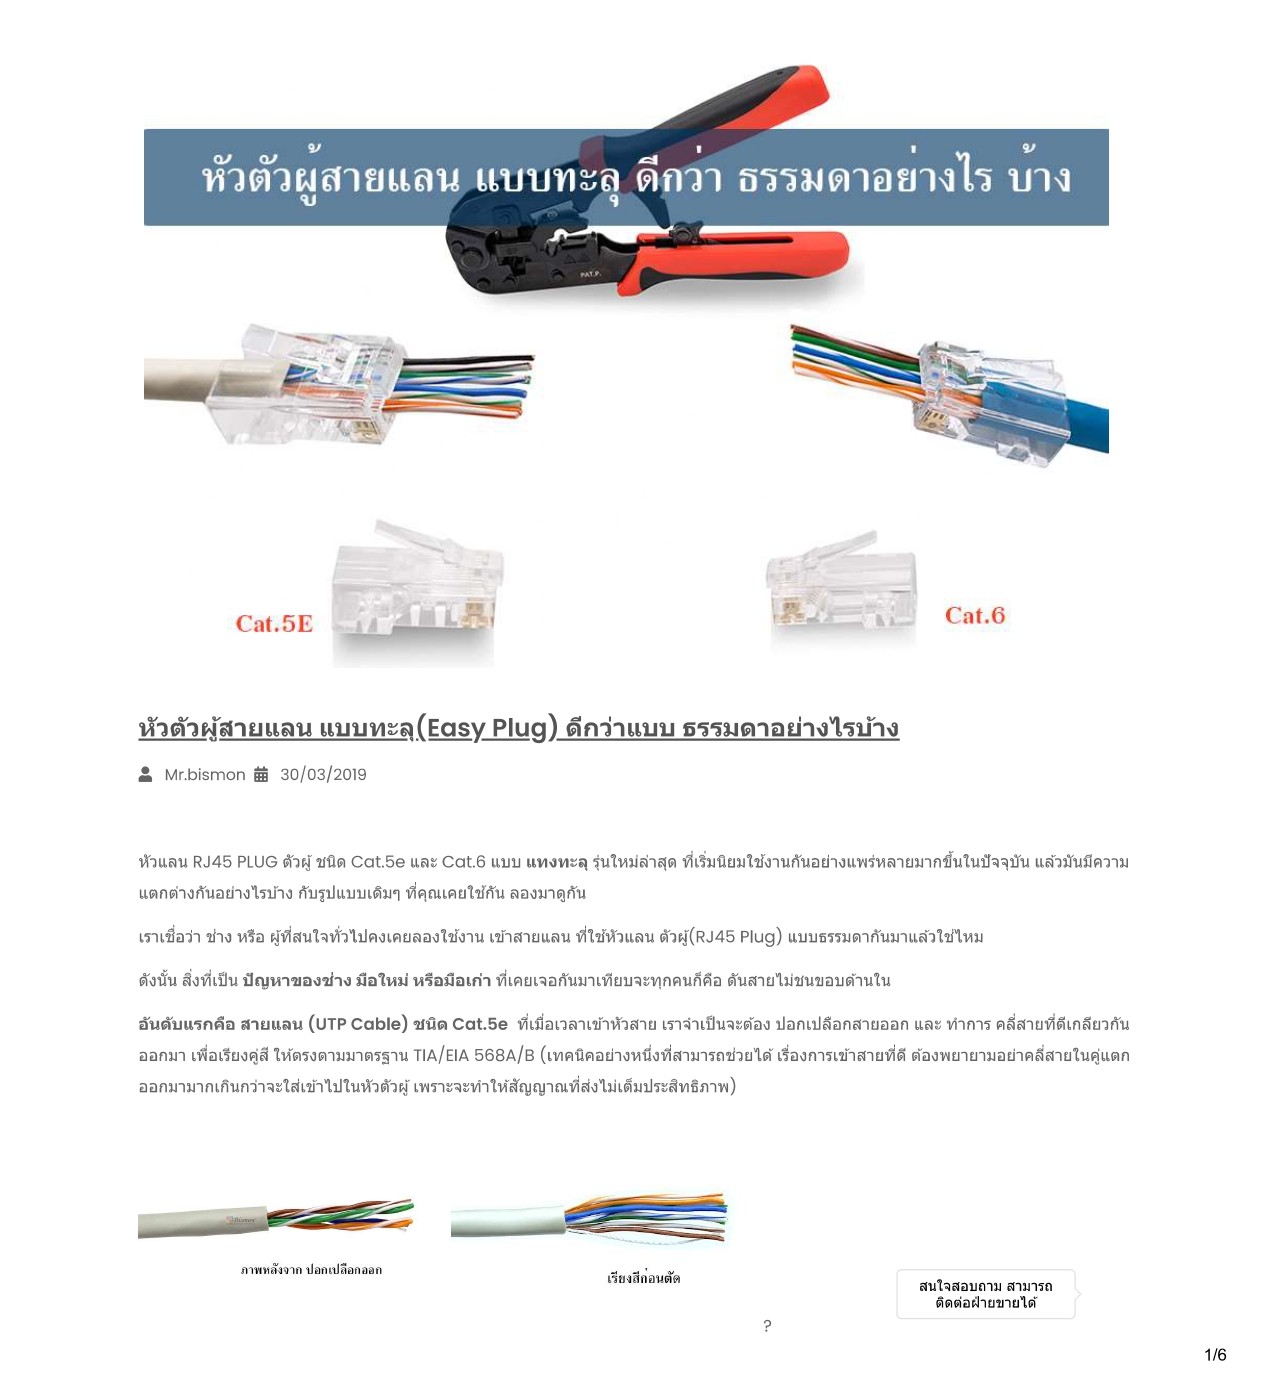 หัวตัวผู้สายแลน แบบทะลุ ดีกว่า ธรรมดาอย่างไร บ้าง
PAT.P.
Cat.5E
Cat.6
หัวตัวผู้สายแลน แบบทะลุ(Easy Plug) ดีกว่าแบบ ธรรมดาอย่างไรบ้าง
Mr.bismon 30/03/2019
หัวแลน RJ45 PLUG ตัวผู้ ชนิด Cat.5e และ Cat.6 แบบ แทงทะลุ รุ่นใหม่ล่าสุด ที่เริ่มนิยมใช้งานกันอย่างแพร่หลายมากขึ้นในปัจจุบัน แล้วมันมีความ
แตกต่างกันอย่างไรบ้าง กับรูปแบบเดิมๆ ที่คุณเคยใช้กัน ลองมาดูกัน
เราเชื่อว่า ช่าง หรือ ผู้ที่สนใจทั่วไปคงเคยลองใช้งาน เข้าสายแลน ที่ใช้หัวแลน ตัวผู้(RJ45 Plug) แบบธรรมดากันมาแล้วใช่ไหม
ดังนั้น สิ่งที่เป็น ปัญหาของช่าง มือใหม่ หรือมือเก่า ที่เคยเจอกันมาเทียบจะทุกคนก็คือ ดันสายไม่ชนขอบด้านใน
อันดับแรกคือ สายแลน (UTP Cable) ชนิด Cat.5e ที่เมื่อเวลาเข้าหัวสาย เราจำเป็นจะต้อง ปอกเปลือกสายออก และ ทำการ คลี่สายที่ตีเกลียวกัน
ออกมา เพื่อเรียงคู่สี ให้ตรงตามมาตรฐาน TIA/EIA 568A/B (เทคนิคอย่างหนึ่งที่สามารถช่วยได้ เรื่องการเข้าสายที่ดี ต้องพยายามอย่าคลี่สายในคู่แตก
ออกมามากเกินกว่าจะใส่เข้าไปในหัวตัวผู้ เพราะจะทำให้สัญญาณที่ส่งไม่เต็มประสิทธิภาพ)
Bismon
ภาพหลังจาก ปอกเปลือกออก
เรียงสีก่อนตัด
สนใจสอบถาม สามารถ
ติดต่อฝ่ายขายได้
?
1/6